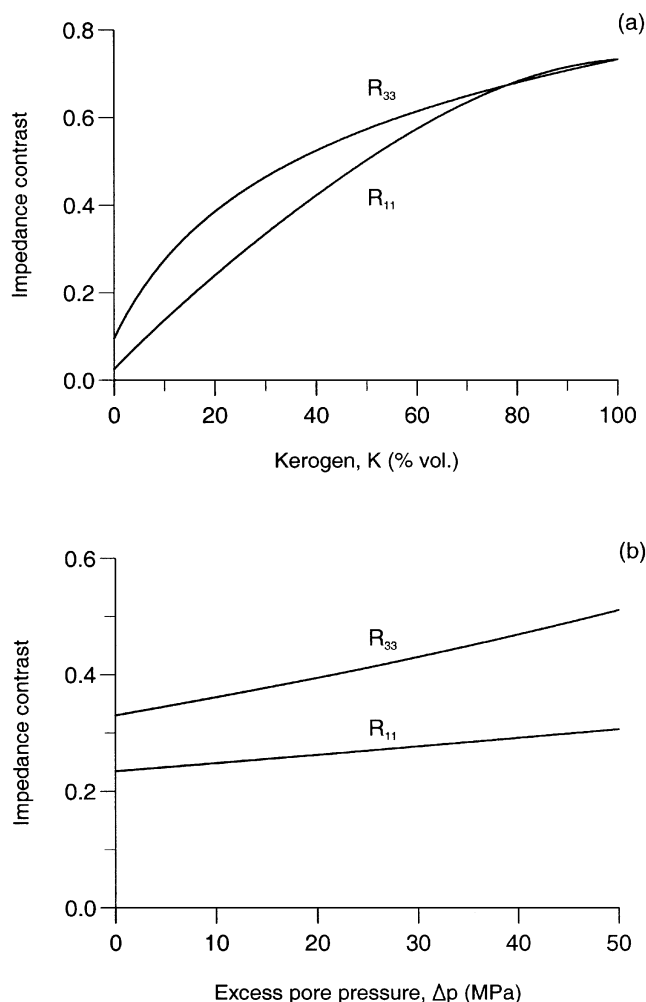 (a)
0.8
0.6
0.4
0.2
0.0
Impedance contrast
R₃₃
R₁₁
0 20 40 60 80 100
Kerogen, K (% vol.)
(b)
0.6
0.4
0.2
0.0
Impedance contrast
R₃₃
R₁₁
0 10 20 30 40 50
Excess pore pressure, Δp (MPa)